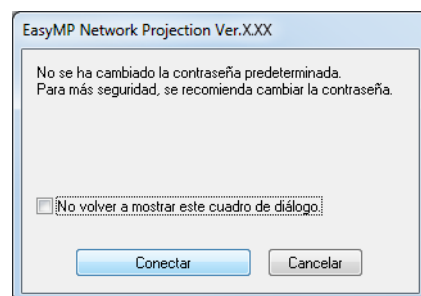 EasyMP Network Projection Ver.X.XX
No se ha cambiado la contraseña predeterminada.
Para más seguridad, se recomienda cambiar la contraseña.
No volver a mostrar este cuadro de diálogo.
Conectar
Cancelar